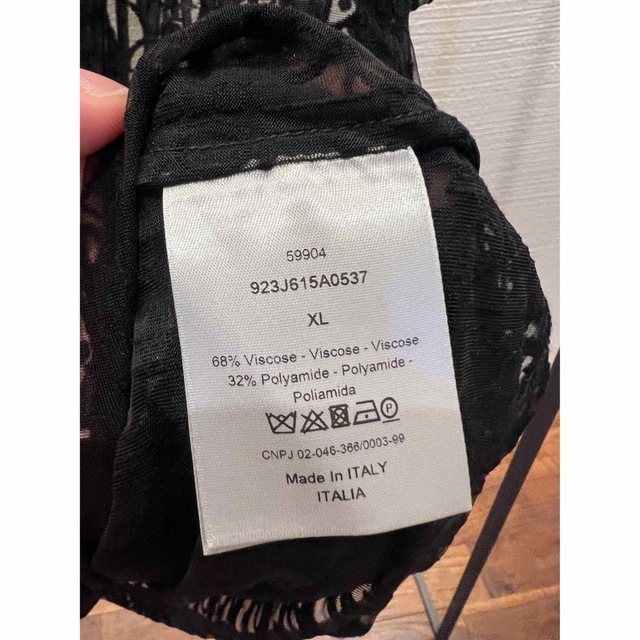 59904
923J615A0537
XL
68% Viscose - Viscose - Viscose
32% Polyamide - Polyamide -
Poliamida
CNPJ 02-046-366/0003-99
Made In ITALY
ITALIA